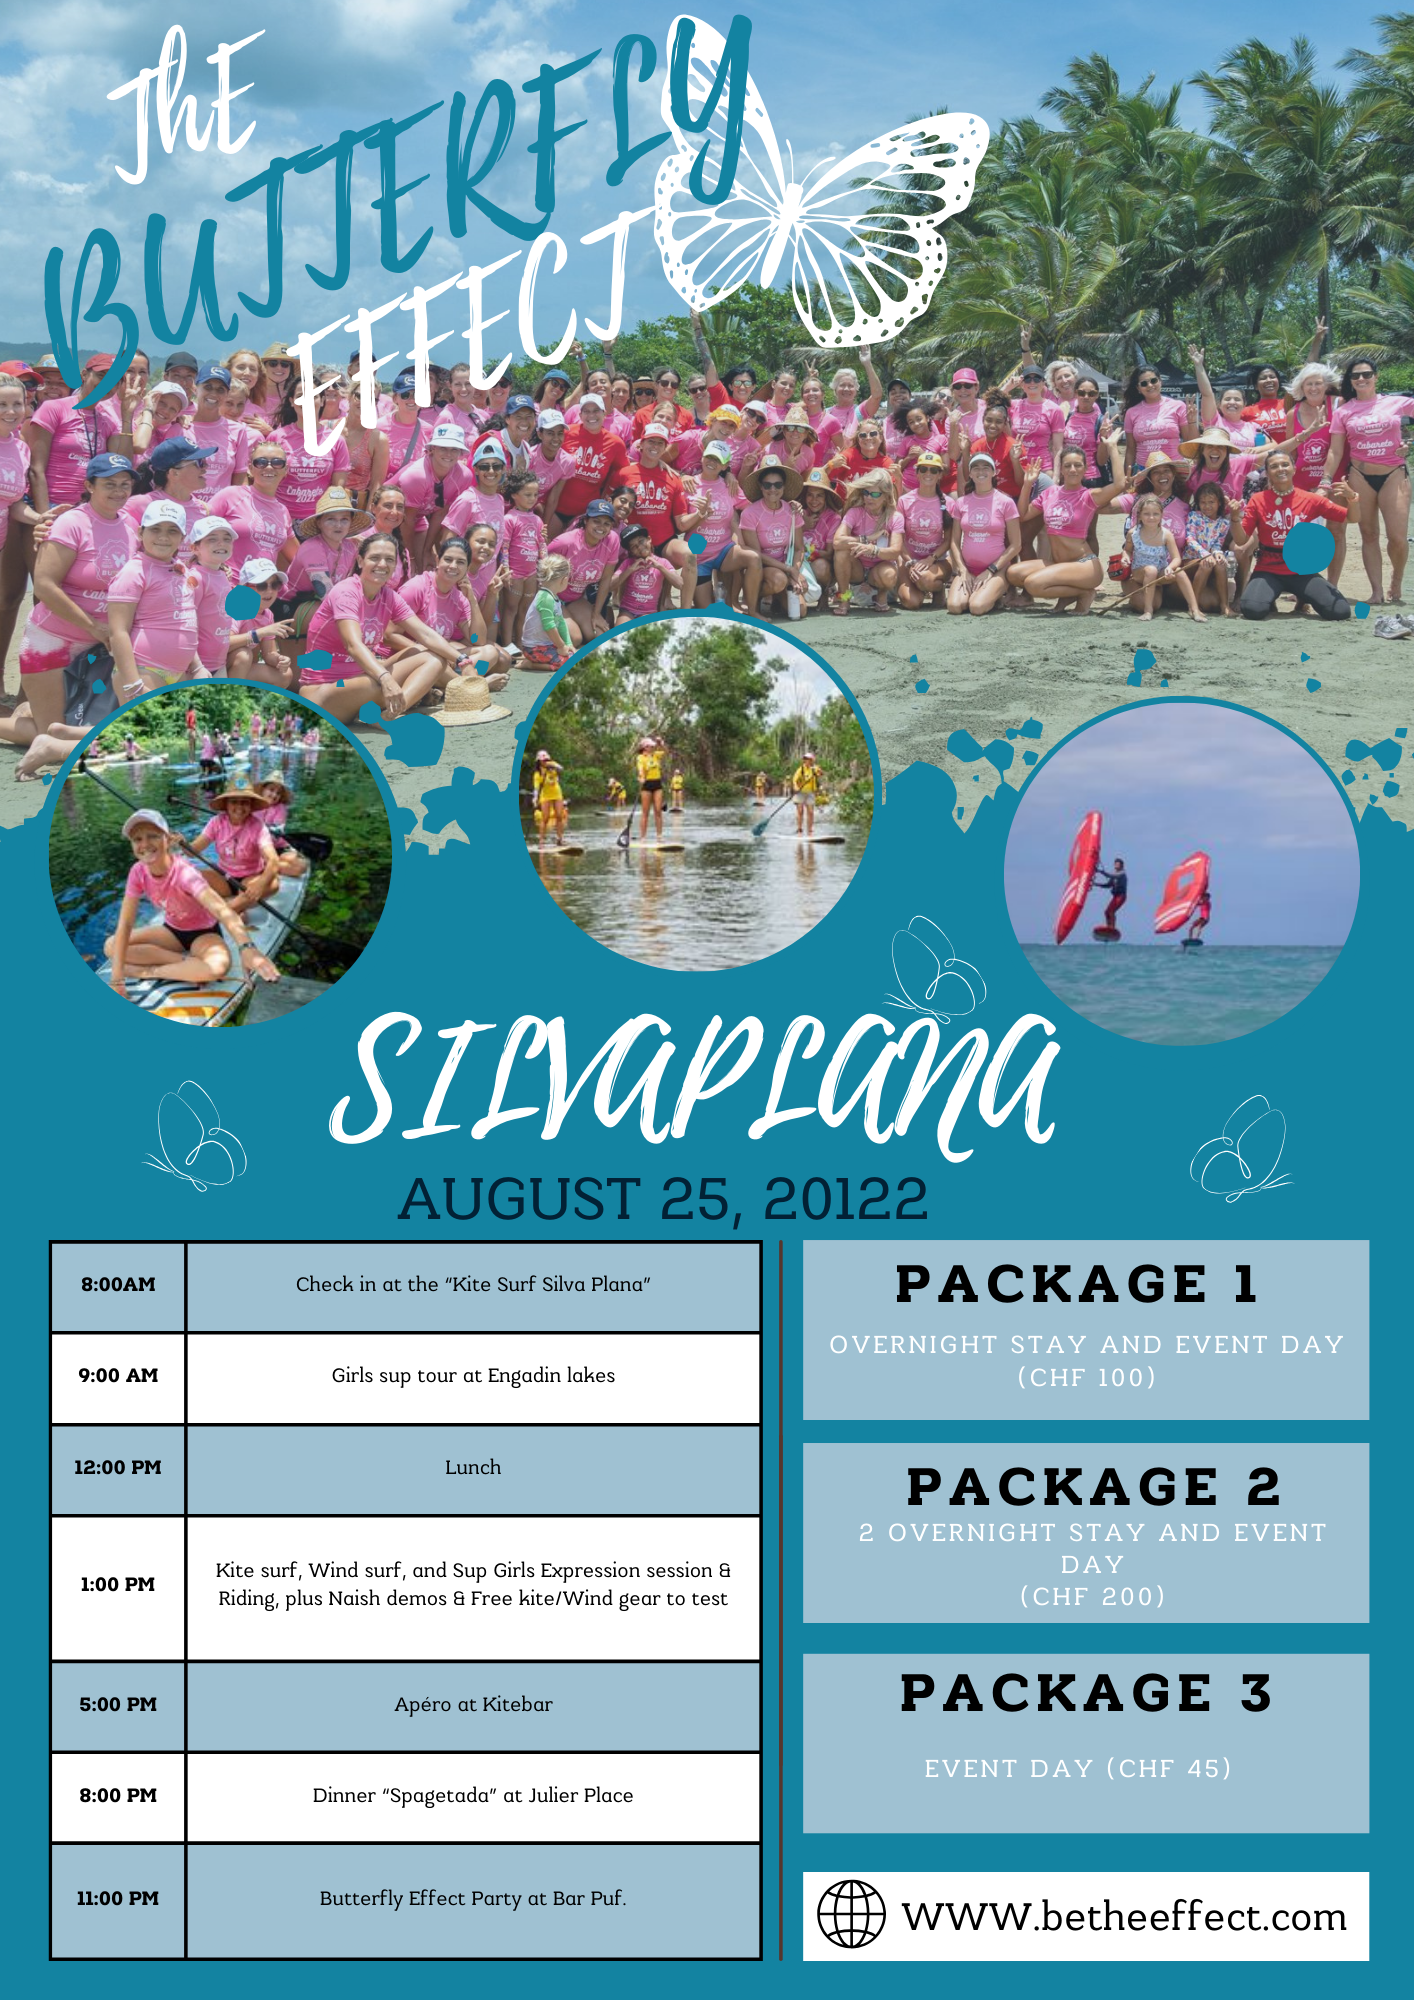 The
BUTTERFLY
EFFECT
Cabarete
2022
SILVAPLANA
AUGUST 25, 20122
8:00AM
Check in at the “Kite Surf Silva Plana”
9:00 AM
Girls sup tour at Engadin lakes
12:00 PM
Lunch
1:00 PM
Kite surf, Wind surf, and Sup Girls Expression session &
Riding, plus Naish demos & Free kite/Wind gear to test
5:00 PM
Apéro at Kitebar
8:00 PM
Dinner “Spagetada” at Julier Place
11:00 PM
Butterfly Effect Party at Bar Puf.
PACKAGE 1
OVERNIGHT STAY AND EVENT DAY
(CHF 100)
PACKAGE 2
2 OVERNIGHT STAY AND EVENT
DAY
(CHF 200)
PACKAGE 3
EVENT DAY (CHF 45)
WWW.betheeffect.com